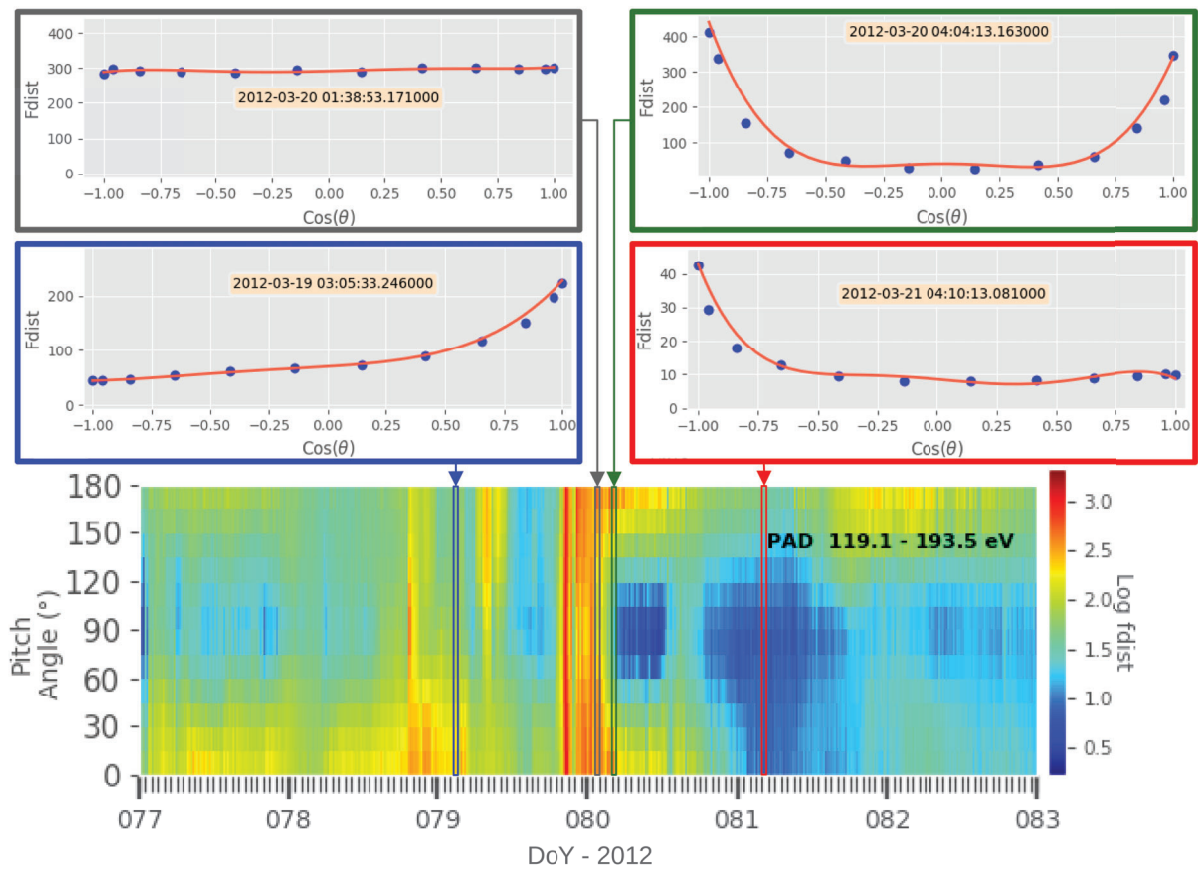 400
300
200
100
0
Fdist
2012-03-20 01:38:53.171000
−1.00 −0.75 −0.50 −0.25 0.00 0.25 0.50 0.75 1.00
Cos(θ)
400
300
200
100
Fdist
2012-03-20 04:04:13.163000
−1.00 −0.75 −0.50 −0.25 0.00 0.25 0.50 0.75 1.00
Cos(θ)
200
100
0
Fdist
2012-03-19 03:05:33.246000
−1.00 −0.75 −0.50 −0.25 0.00 0.25 0.50 0.75 1.00
Cos(θ)
40
30
20
10
0
Fdist
2012-03-21 04:10:13.081000
−1.00 −0.75 −0.50 −0.25 0.00 0.25 0.50 0.75 1.00
Cos(θ)
180
150
120
90
60
30
0
Pitch
Angle (°)
PAD 119.1 - 193.5 eV
3.0
2.5
2.0
1.5
1.0
0.5
Log fdist
077 078 079 080 081 082 083
DoY - 2012